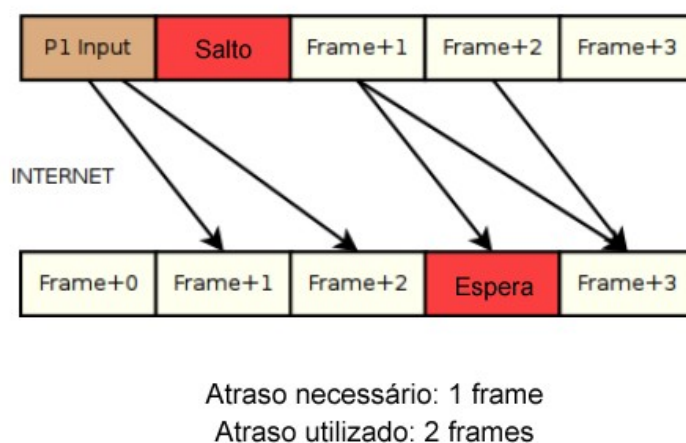 P1 Input Salto Frame+1 Frame+2 Frame+3
INTERNET
Frame+0 Frame+1 Frame+2 Espera Frame+3
Atraso necessário: 1 frame
Atraso utilizado: 2 frames